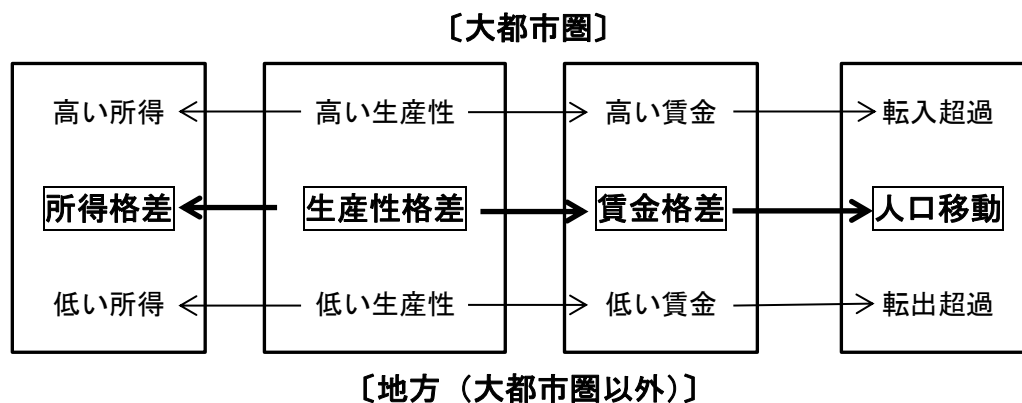 〔大都市圏〕
高い所得 高い生産性 高い賃金 転入超過
所得格差 生産性格差 賃金格差 人口移動
低い所得 低い生産性 低い賃金 転出超過
〔地方（大都市圏以外）〕